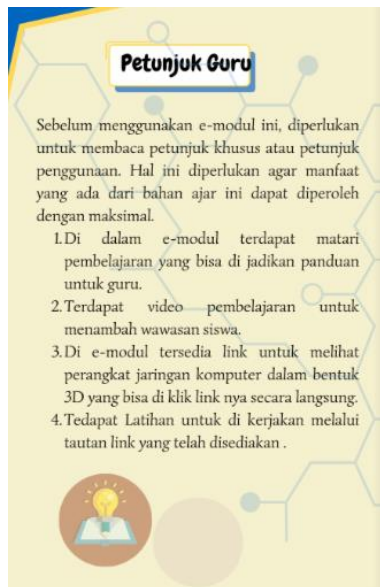 Petunjuk Guru
Sebelum menggunakan e-modul ini, diperlukan
untuk membaca petunjuk khusus atau petunjuk
penggunaan. Hal ini diperlukan agar manfaat
yang ada dari bahan ajar ini dapat diperoleh
dengan maksimal.
1.Di dalam e-modul terdapat matari
pembelajaran yang bisa di jadikan panduan
untuk guru.
2.Terdapat video pembelajaran untuk
menambah wawasan siswa.
3.Di e-modul tersedia link untuk melihat
perangkat jaringan komputer dalam bentuk
3D yang bisa di klik link nya secara langsung.
4.Tedapat Latihan untuk di kerjakan melalui
tautan link yang telah disediakan .